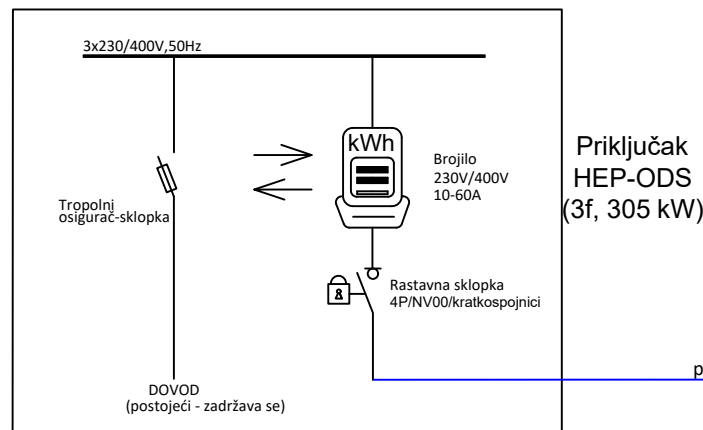 3x230/400V,50Hz
kWh
Brojilo
230V/400V
10-60A
Tropolni
osigurač-sklopka
Rastavna sklopka
4P/NV00/kratkospojnici
DOVOD
(postojeći - zadržava se)
Priključak
HEP-ODS
(3f, 305 kW)
p